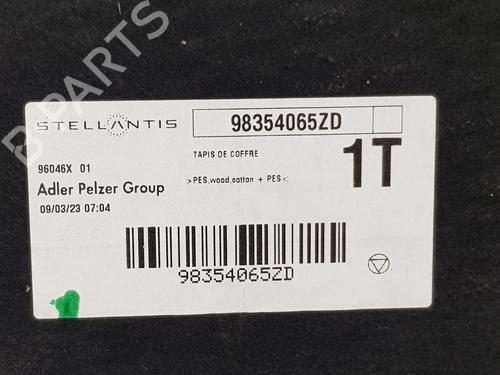 STELLANTIS
98354065ZD
96046X 01
TAPIS DE COFFRE
1T
Adler Pelzer Group
>PES,wood,cotton + PES<
09/03/23 07:04
98354065ZD
B PARTS